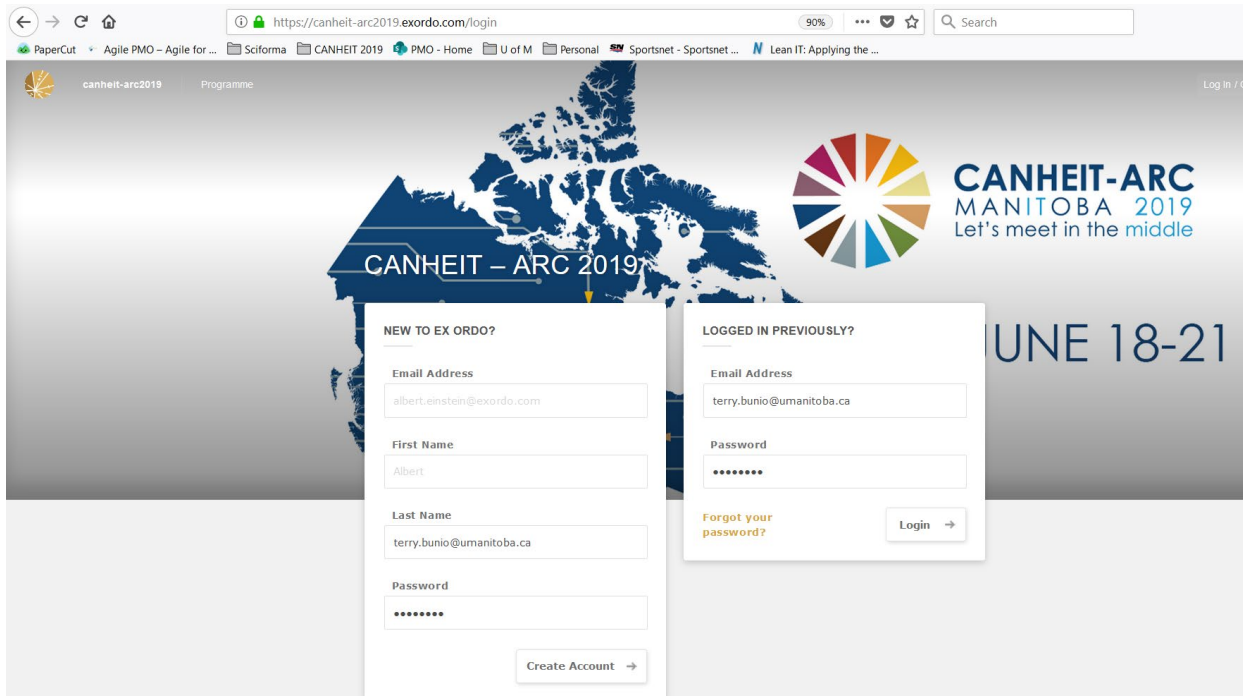 https://canheit-arc2019.exordo.com/login
90%
Search
PaperCut
Agile PMO – Agile for ...
Sciforma
CANHEIT 2019
PMO - Home
U of M
Personal
Sportsnet - Sportsnet ...
Lean IT: Applying the ...
canheit-arc2019
Programme
Log In /
CANHEIT-ARC
MANITOBA 2019
Let's meet in the middle
CANHEIT – ARC 2019
JUNE 18-21
NEW TO EX ORDO?
Email Address
albert.einstein@exordo.com
First Name
Albert
Last Name
terry.bunio@umanitoba.ca
Password
••••••••
Create Account
LOGGED IN PREVIOUSLY?
Email Address
terry.bunio@umanitoba.ca
Password
••••••••
Forgot your
password?
Login